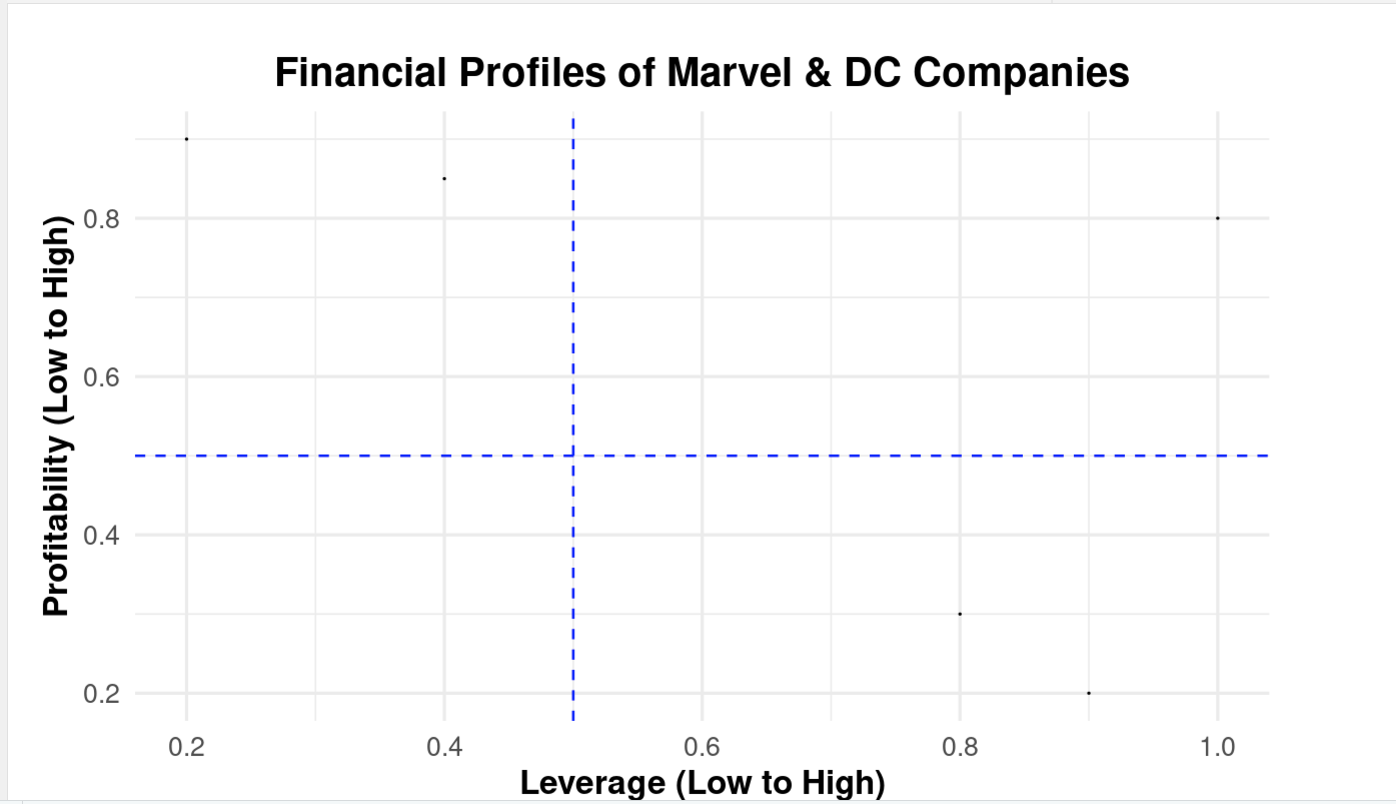 Financial Profiles of Marvel & DC Companies
Profitability (Low to High)
0.8
0.6
0.4
0.2
0.2 0.4 0.6 0.8 1.0
Leverage (Low to High)